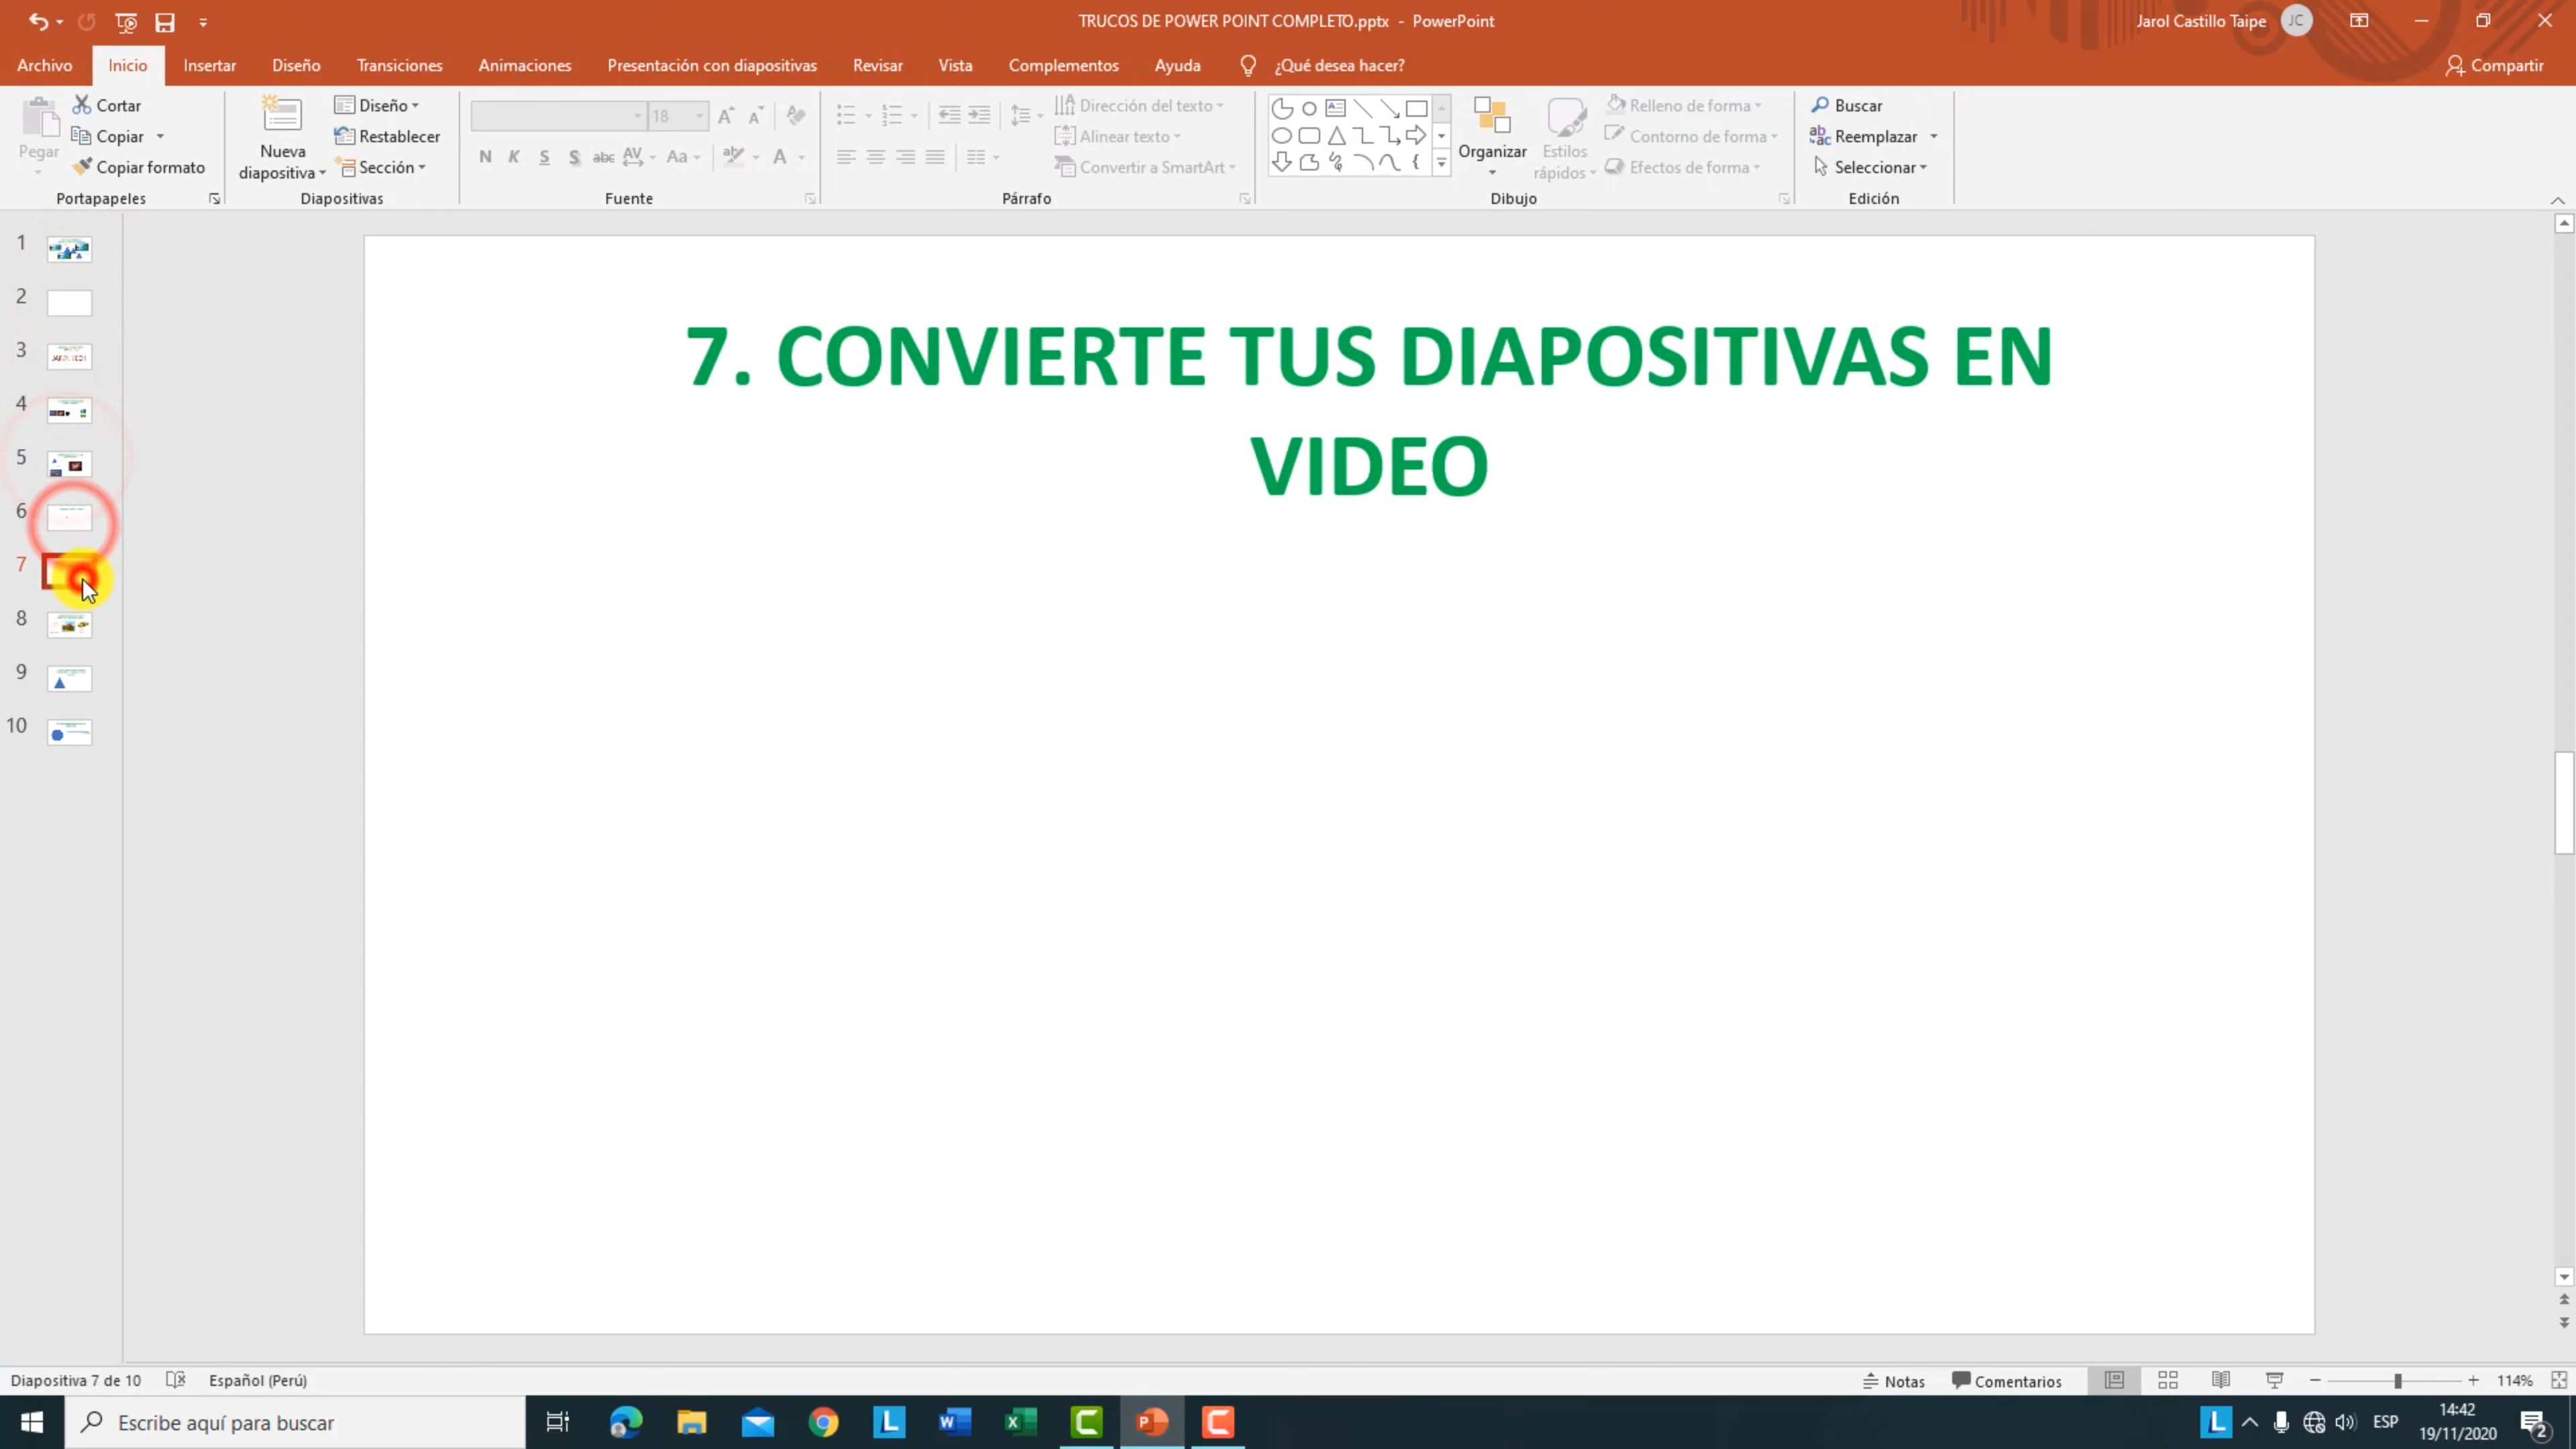 TRUCOS DE POWER POINT COMPLETO.pptx - PowerPoint
Jarol Castillo Taipe
JC
Archivo
Inicio
Insertar
Diseño
Transiciones
Animaciones
Presentación con diapositivas
Revisar
Vista
Complementos
Ayuda
¿Qué desea hacer?
Compartir
Pegar
Cortar
Copiar
Copiar formato
Portapapeles
Nueva
diapositiva
Diseño
Restablecer
Sección
Diapositivas
18
N K S S abc AV Aa A
Fuente
Dirección del texto
Alinear texto
Convertir a SmartArt
Párrafo
Organizar
Estilos
rápidos
Relleno de forma
Contorno de forma
Efectos de forma
Dibujo
Buscar
Reemplazar
Seleccionar
Edición
1
2
3
4
5
6
7
8
9
10
7. CONVIERTE TUS DIAPOSITIVAS EN
VIDEO
Diapositiva 7 de 10
Español (Perú)
Notas
Comentarios
114%
Escribe aquí para buscar
ESP
14:42
19/11/2020
2